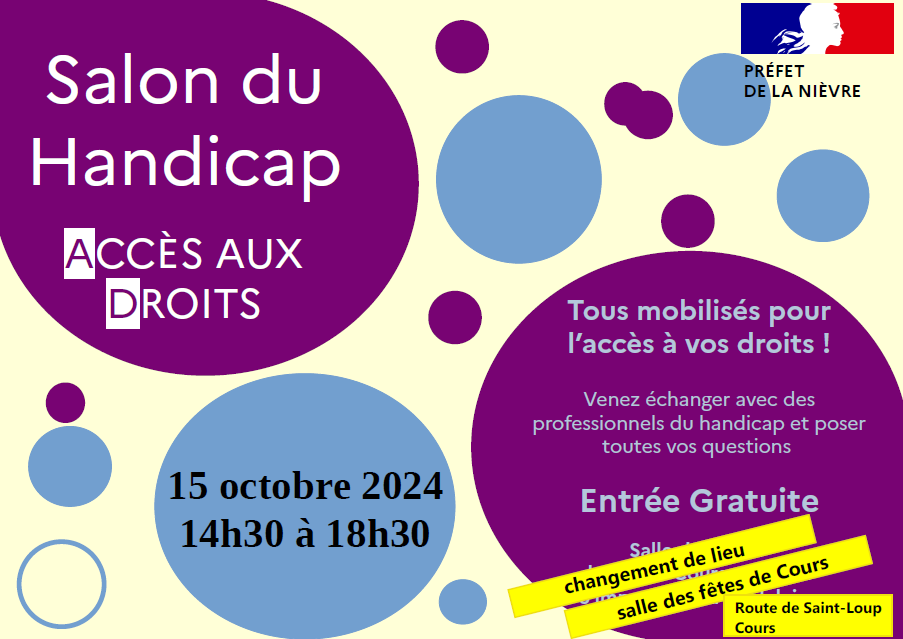 Salon du
Handicap
ACCÈS AUX
DROITS
PRÉFET
DE LA NIÈVRE
Tous mobilisés pour
l'accès à vos droits !
Venez échanger avec des
professionnels du handicap et poser
toutes vos questions
Entrée Gratuite
15 octobre 2024
14h30 à 18h30
changement de lieu
salle des fêtes de Cours
Route de Saint-Loup
Cours